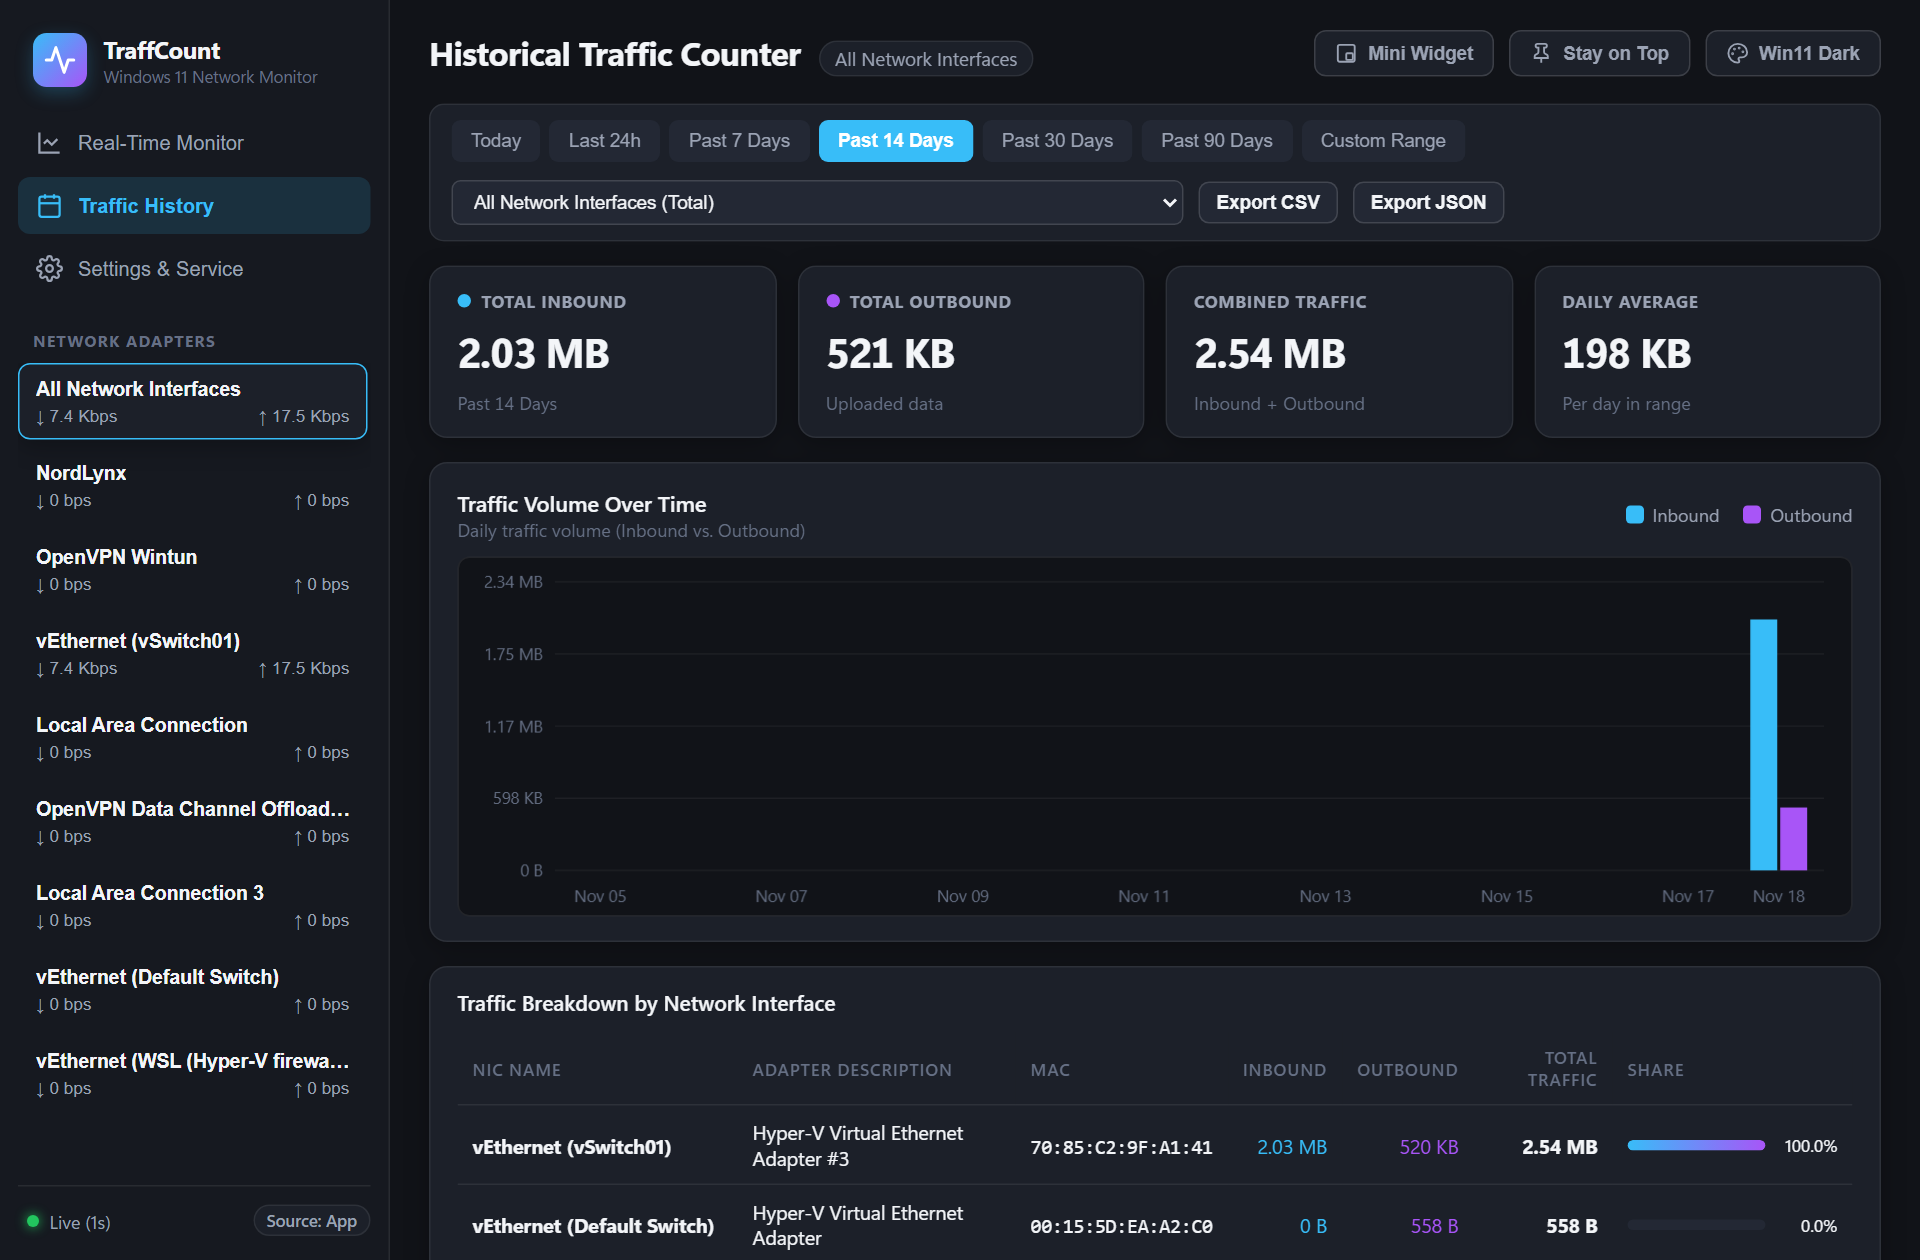 TraffCount
Windows 11 Network Monitor
Real-Time Monitor
Traffic History
Settings & Service
NETWORK ADAPTERS
All Network Interfaces
↓ 7.4 Kbps ↑ 17.5 Kbps
NordLynx
↓ 0 bps ↑ 0 bps
OpenVPN Wintun
↓ 0 bps ↑ 0 bps
vEthernet (vSwitch01)
↓ 7.4 Kbps ↑ 17.5 Kbps
Local Area Connection
↓ 0 bps ↑ 0 bps
OpenVPN Data Channel Offload...
↓ 0 bps ↑ 0 bps
Local Area Connection 3
↓ 0 bps ↑ 0 bps
vEthernet (Default Switch)
↓ 0 bps ↑ 0 bps
vEthernet (WSL (Hyper-V firewa...
↓ 0 bps ↑ 0 bps
Live (1s) Source: App
Historical Traffic Counter All Network Interfaces
Mini Widget Stay on Top Win11 Dark
Today Last 24h Past 7 Days Past 14 Days Past 30 Days Past 90 Days Custom Range
All Network Interfaces (Total) Export CSV Export JSON
TOTAL INBOUND
2.03 MB
Past 14 Days
TOTAL OUTBOUND
521 KB
Uploaded data
COMBINED TRAFFIC
2.54 MB
Inbound + Outbound
DAILY AVERAGE
198 KB
Per day in range
Traffic Volume Over Time
Daily traffic volume (Inbound vs. Outbound)
Inbound Outbound
2.34 MB
1.75 MB
1.17 MB
598 KB
0 B
Nov 05 Nov 07 Nov 09 Nov 11 Nov 13 Nov 15 Nov 17 Nov 18
Traffic Breakdown by Network Interface
NIC NAME ADAPTER DESCRIPTION MAC INBOUND OUTBOUND TOTAL TRAFFIC SHARE
vEthernet (vSwitch01) Hyper-V Virtual Ethernet Adapter #3 70:85:C2:9F:A1:41 2.03 MB 520 KB 2.54 MB 100.0%
vEthernet (Default Switch) Hyper-V Virtual Ethernet Adapter 00:15:5D:EA:A2:C0 0 B 558 B 558 B 0.0%